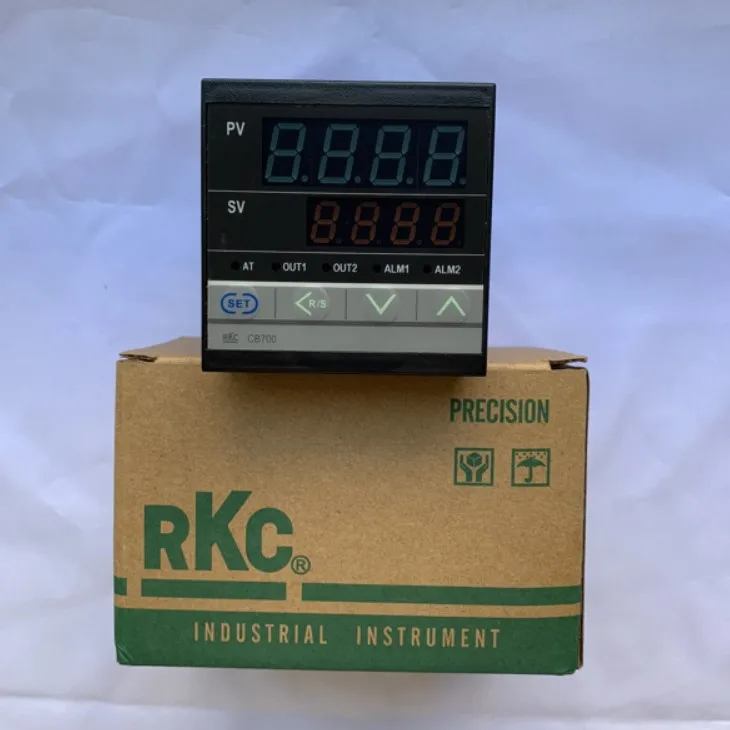 PV 8.8.8.8.
SV 8.8.8.8.
AT OUT1 OUT2 ALM1 ALM2
SET <R/S
RKC CB700
PRECISION
RKC®
INDUSTRIAL INSTRUMENT